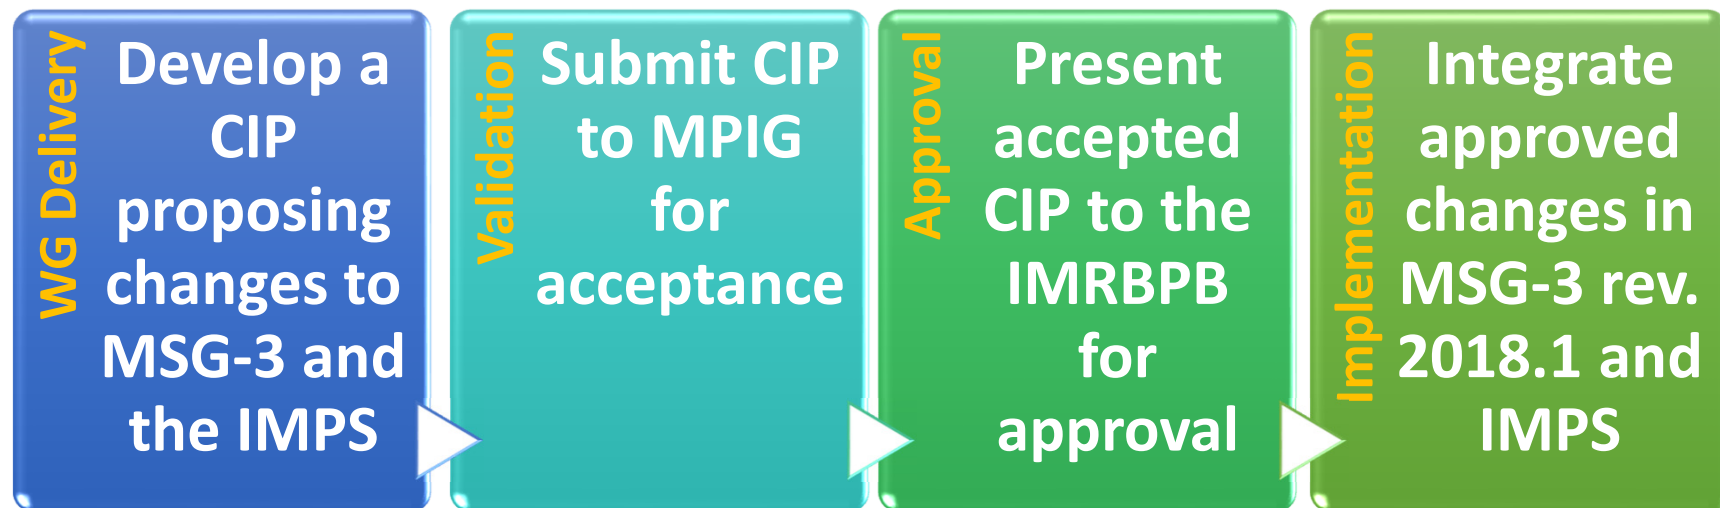 WG Delivery
Develop a
CIP
proposing
changes to
MSG-3 and
the IMPS
Validation
Submit CIP
to MPIG
for
acceptance
Approval
Present
accepted
CIP to the
IMRBPB
for
approval
Implementation
Integrate
approved
changes in
MSG-3 rev.
2018.1 and
IMPS